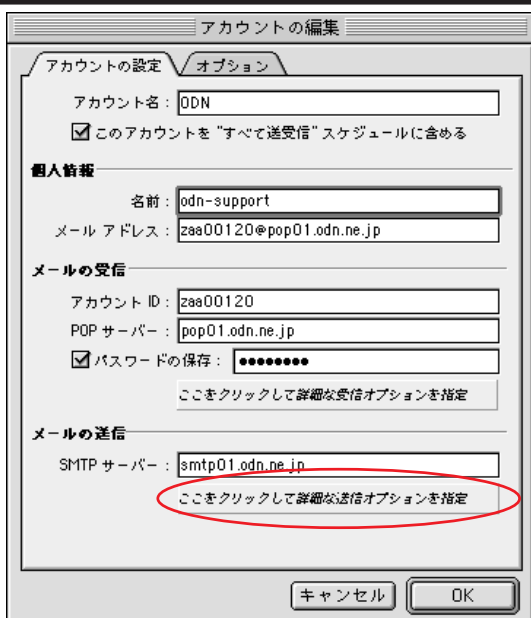 アカウントの編集
アカウントの設定 オプション
アカウント名： ODN
このアカウントを "すべて送受信" スケジュールに含める
個人情報
名前： odn-support
メール アドレス： zaa00120@pop01.odn.ne.jp
メールの受信
アカウント ID： zaa00120
POP サーバー： pop01.odn.ne.jp
パスワードの保存： ●●●●●●●●
ここをクリックして詳細な受信オプションを指定
メールの送信
SMTP サーバー： smtp01.odn.ne.jp
ここをクリックして詳細な送信オプションを指定
キャンセル OK